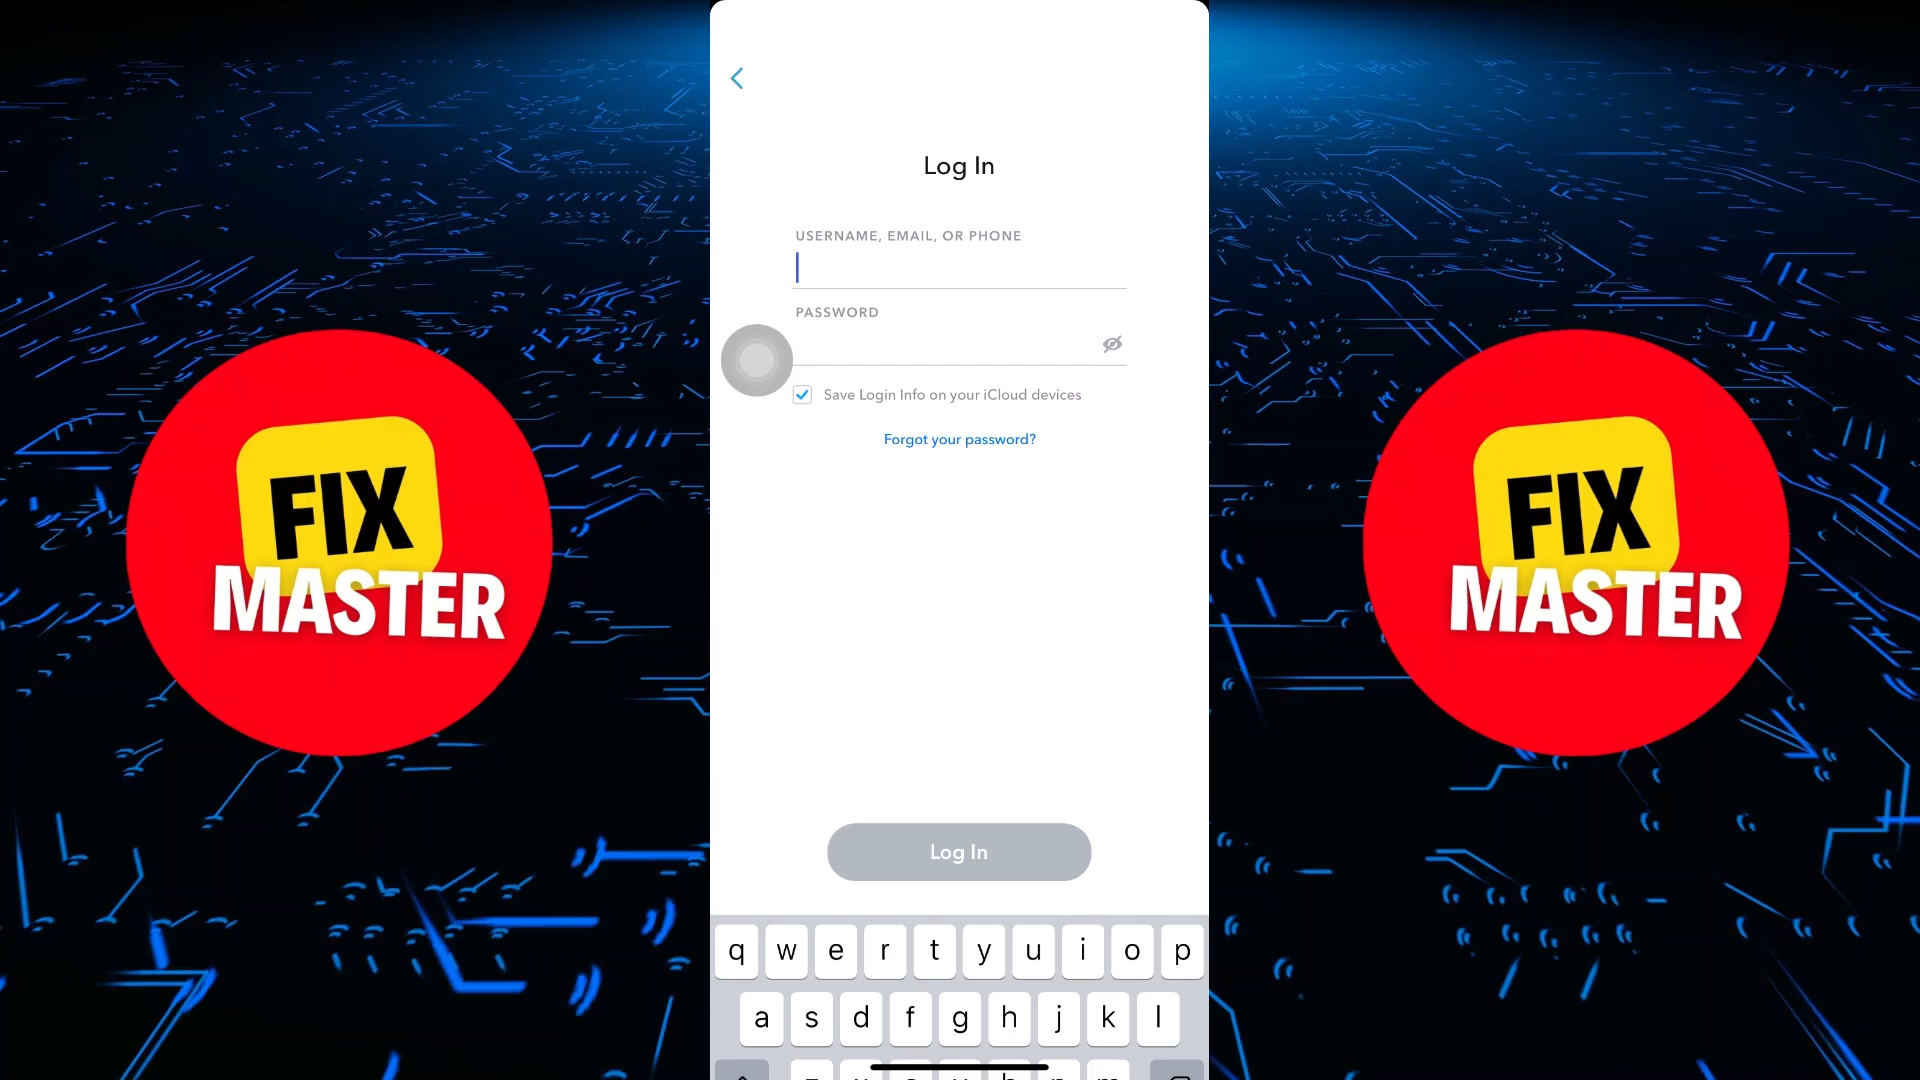 Log In
USERNAME, EMAIL, OR PHONE
PASSWORD
Save Login Info on your iCloud devices
Forgot your password?
FIX
MASTER
FIX
MASTER
Log In
q w e r t y u i o p
a s d f g h j k l